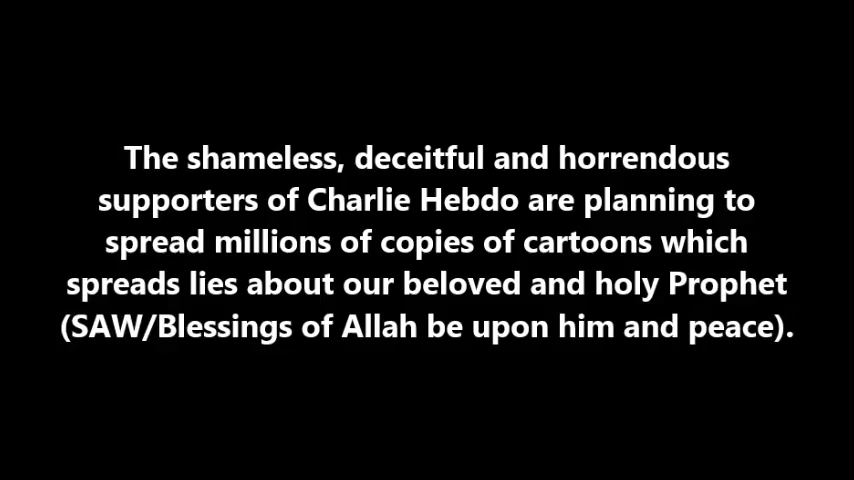 The shameless, deceitful and horrendous
supporters of Charlie Hebdo are planning to
spread millions of copies of cartoons which
spreads lies about our beloved and holy Prophet
(SAW/Blessings of Allah be upon him and peace).